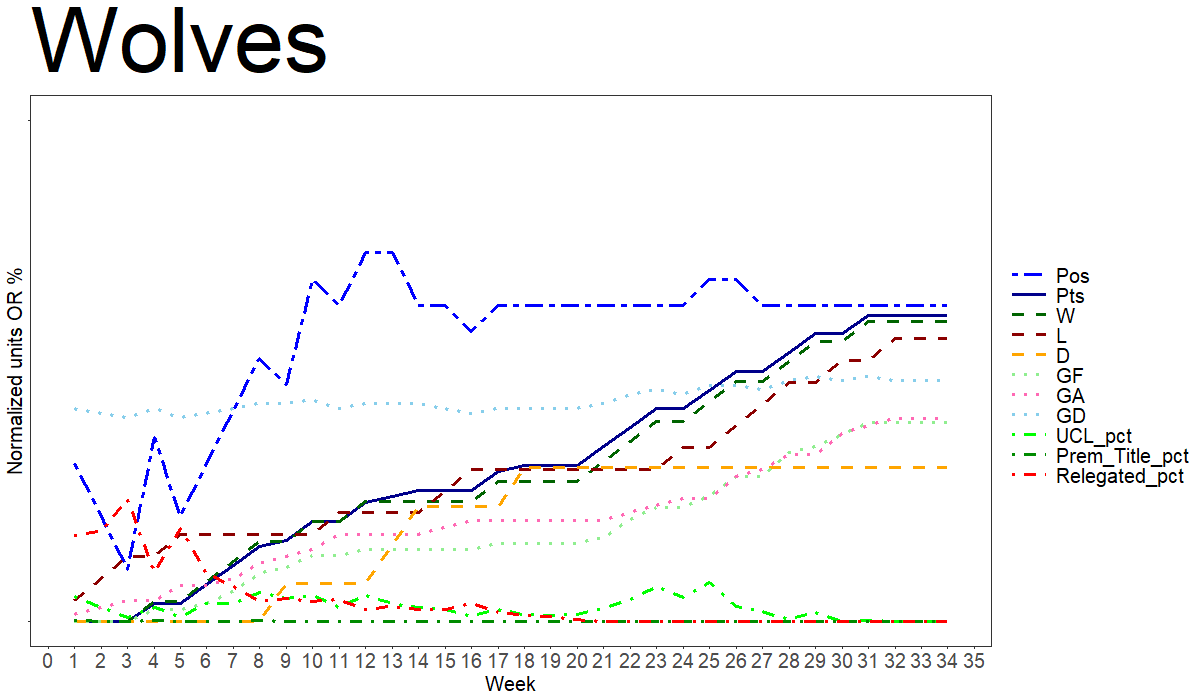 Wolves
Normalized units OR %
0 1 2 3 4 5 6 7 8 9 10 11 12 13 14 15 16 17 18 19 20 21 22 23 24 25 26 27 28 29 30 31 32 33 34 35
Week
Pos
Pts
W
L
D
GF
GA
GD
UCL_pct
Prem_Title_pct
Relegated_pct